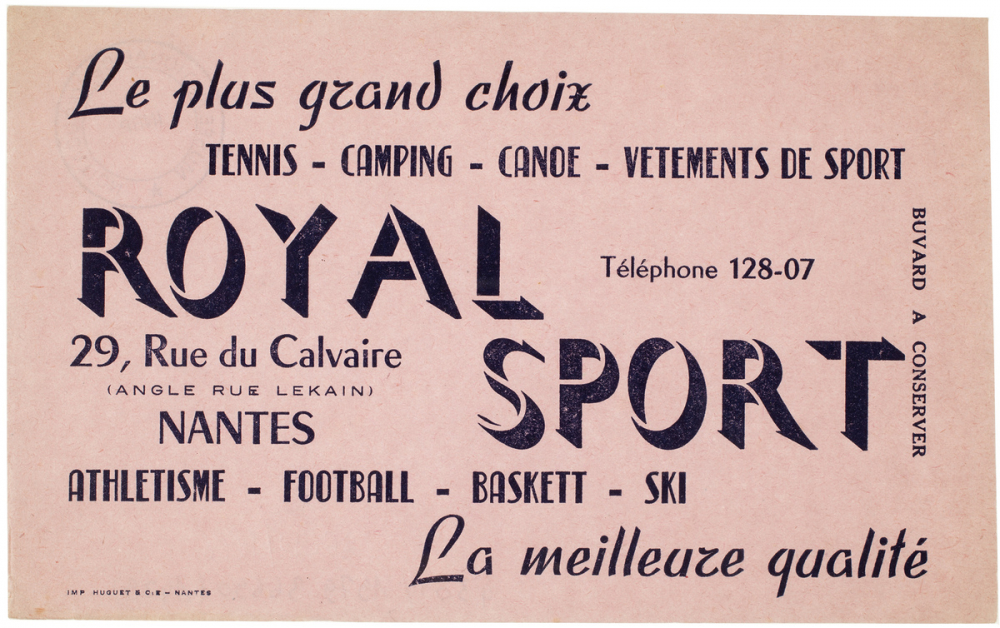 Le plus grand choix
TENNIS - CAMPING - CANOE - VETEMENTS DE SPORT
ROYAL
Téléphone 128-07
SPORT
29, Rue du Calvaire
(ANGLE RUE LEKAIN)
NANTES
ATHLETISME - FOOTBALL - BASKETT - SKI
La meilleure qualité
BUVARD A CONSERVER
IMP HUGUET & CIE - NANTES